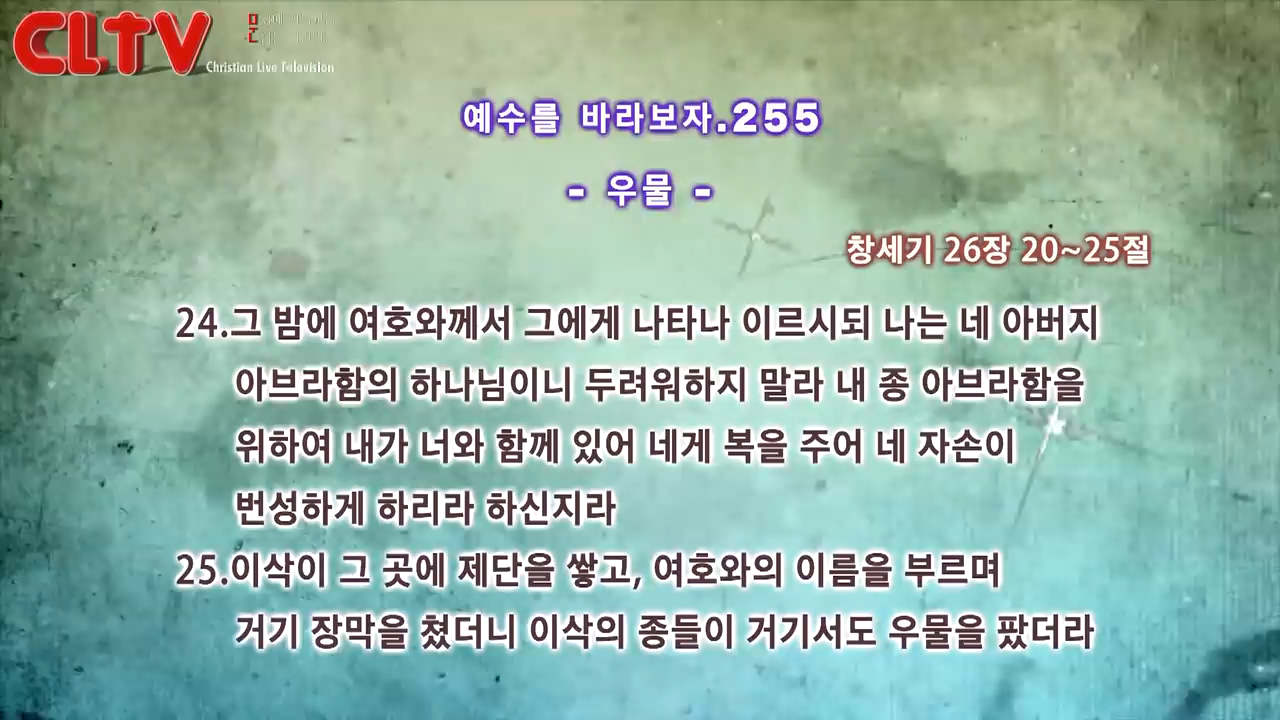 CLTV
Christian Live Television
예수를 바라보자.255
- 우물 -
창세기 26장 20~25절
24.그 밤에 여호와께서 그에게 나타나 이르시되 나는 네 아버지
아브라함의 하나님이니 두려워하지 말라 내 종 아브라함을
위하여 내가 너와 함께 있어 네게 복을 주어 네 자손이
번성하게 하리라 하신지라
25.이삭이 그 곳에 제단을 쌓고, 여호와의 이름을 부르며
거기 장막을 쳤더니 이삭의 종들이 거기서도 우물을 팠더라